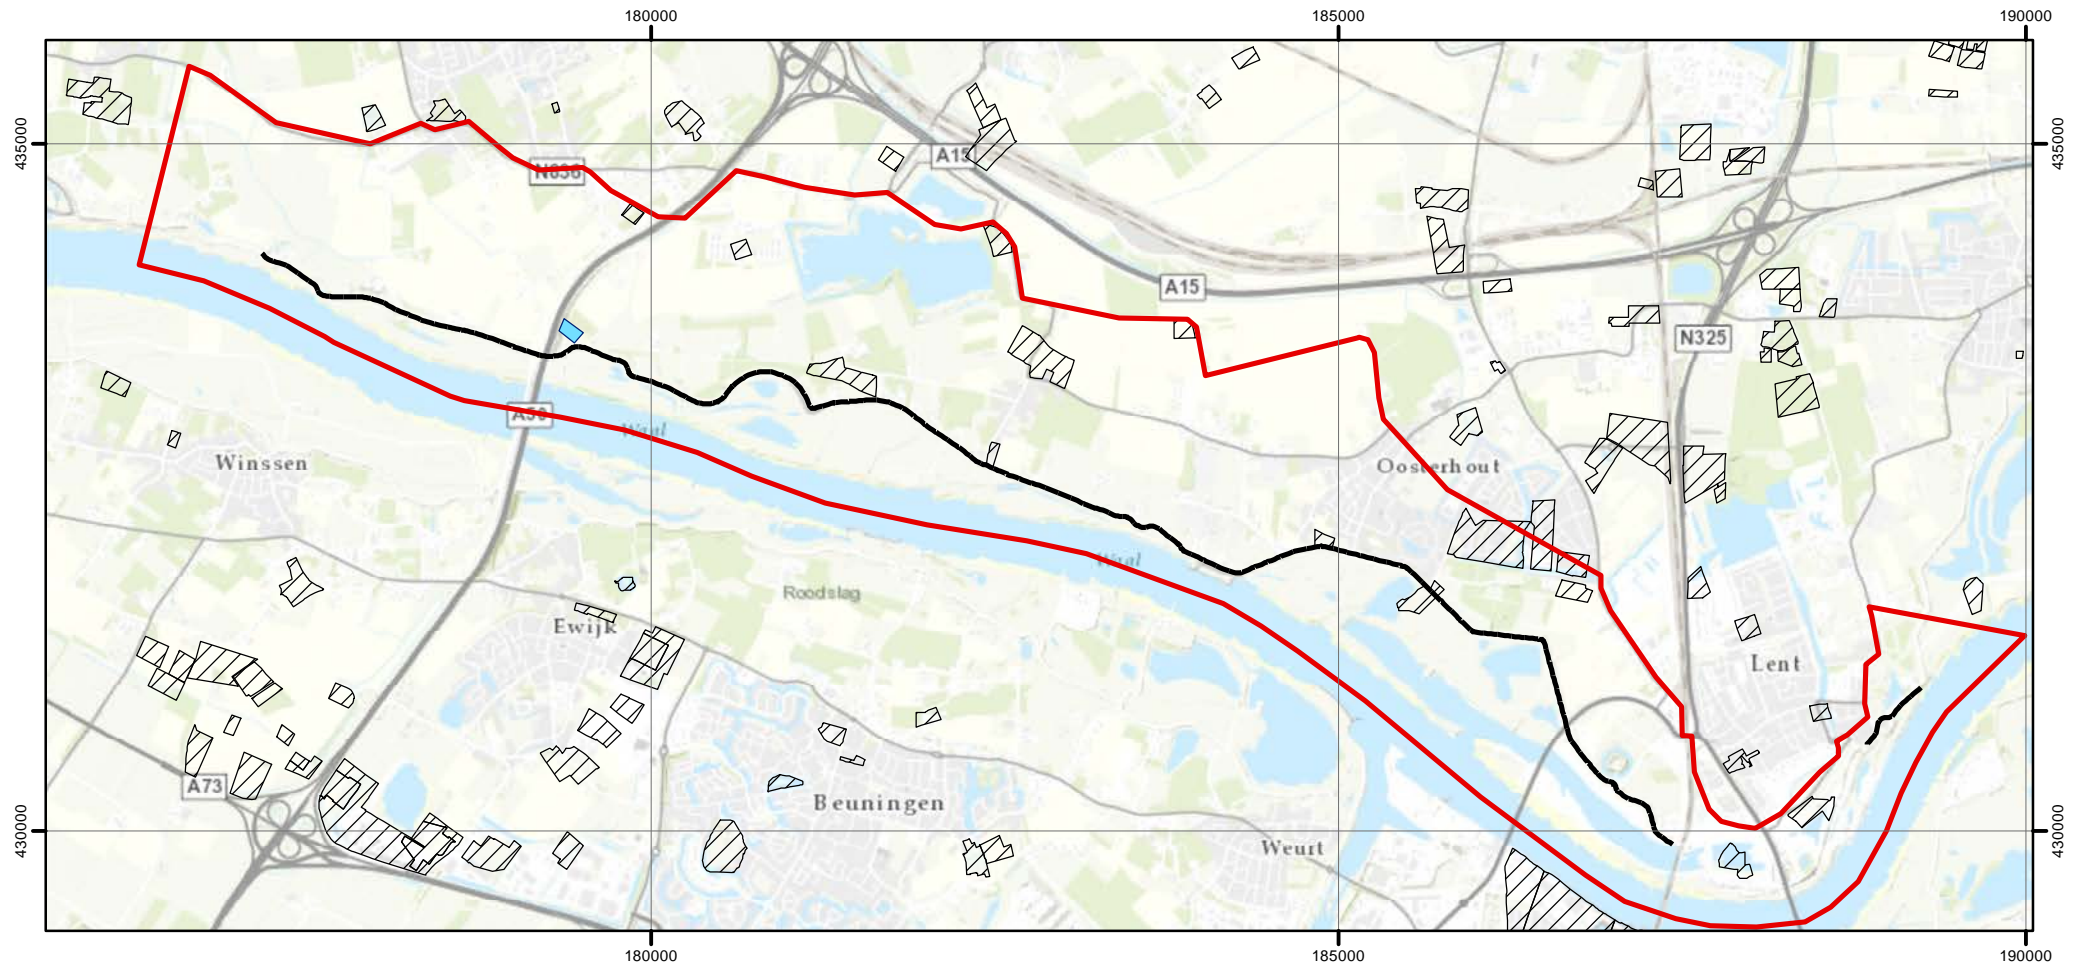 180000
185000
190000
435000
435000
A15
N836
A15
N325
A50
Waal
Winssen
Oosterhout
Waal
Roodslag
Ewijk
Lent
A73
Beuningen
Weurt
430000
430000
180000
185000
190000